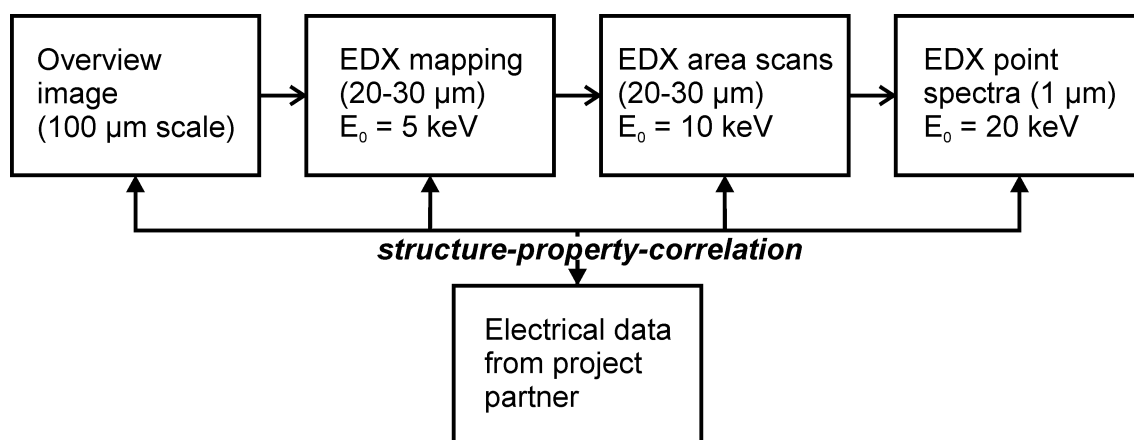 Overview
image
(100 µm scale)
EDX mapping
(20-30 µm)
E₀ = 5 keV
EDX area scans
(20-30 µm)
E₀ = 10 keV
EDX point
spectra (1 µm)
E₀ = 20 keV
structure-property-correlation
Electrical data
from project
partner